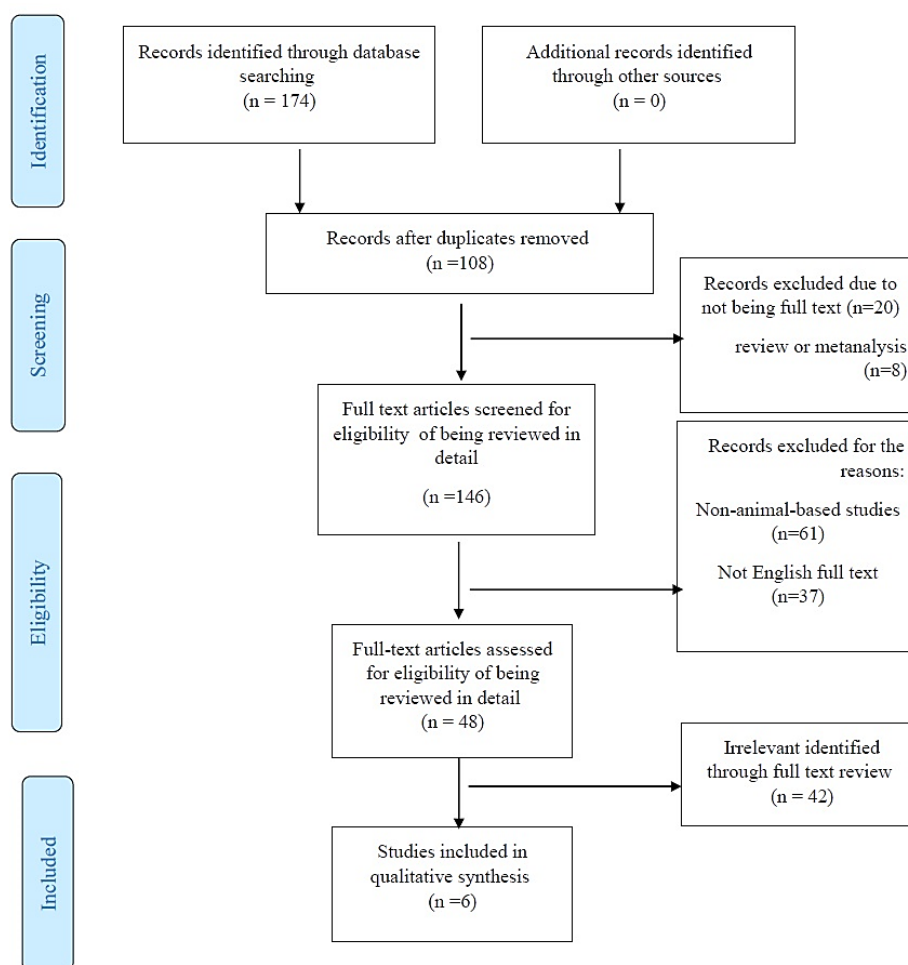 Identification
Records identified through database
searching
(n = 174)
Additional records identified
through other sources
(n = 0)
Records after duplicates removed
(n =108)
Screening
Records excluded due to
not being full text (n=20)
review or metanalysis
(n=8)
Full text articles screened for
eligibility of being reviewed in
detail
(n =146)
Records excluded for the
reasons:
Non-animal-based studies
(n=61)
Not English full text
(n=37)
Eligibility
Full-text articles assessed
for eligibility of being
reviewed in detail
(n = 48)
Irrelevant identified
through full text review
(n = 42)
Included
Studies included in
qualitative synthesis
(n =6)